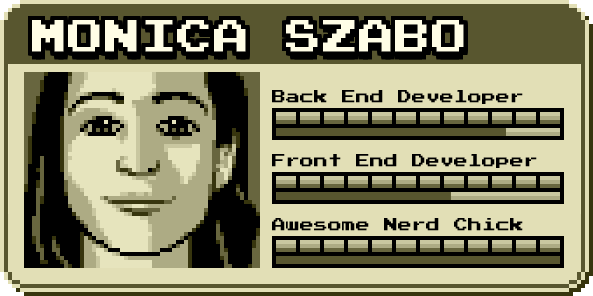 MONICA SZABO
Back End Developer
Front End Developer
Awesome Nerd Chick